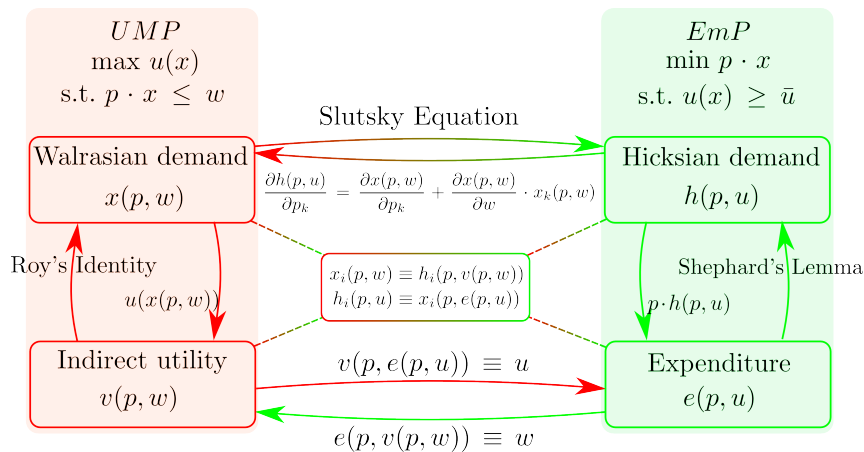 UMP
max u(x)
s.t. p · x ≤ w
EmP
min p · x
s.t. u(x) ≥ ū
Slutsky Equation
Walrasian demand
x(p, w)
Hicksian demand
h(p, u)
∂h(p, u)/∂p_k = ∂x(p, w)/∂p_k + ∂x(p, w)/∂w · x_k(p, w)
Roy's Identity
u(x(p, w))
x_i(p, w) ≡ h_i(p, v(p, w))
h_i(p, u) ≡ x_i(p, e(p, u))
Shephard's Lemma
p·h(p, u)
Indirect utility
v(p, w)
v(p, e(p, u)) ≡ u
e(p, v(p, w)) ≡ w
Expenditure
e(p, u)